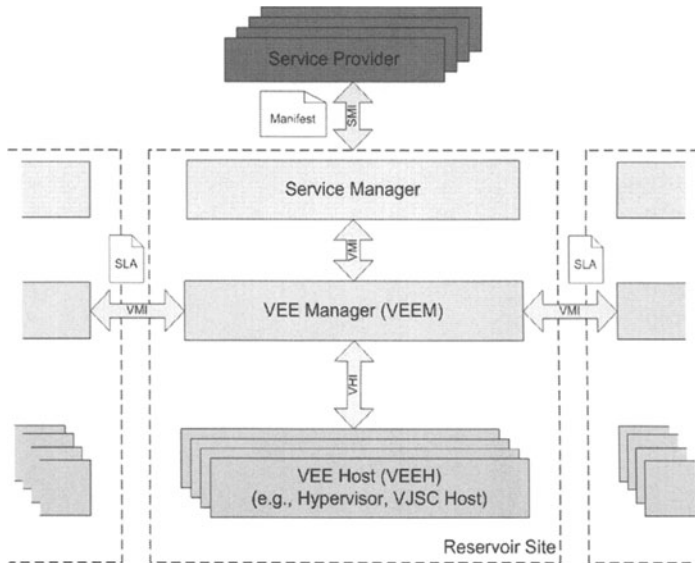 Service Provider
Manifest
SMI
Service Manager
SLA
VMI
SLA
VMI
VEE Manager (VEEM)
VMI
VHI
VEE Host (VEEH)
(e.g., Hypervisor, VJSC Host)
Reservoir Site